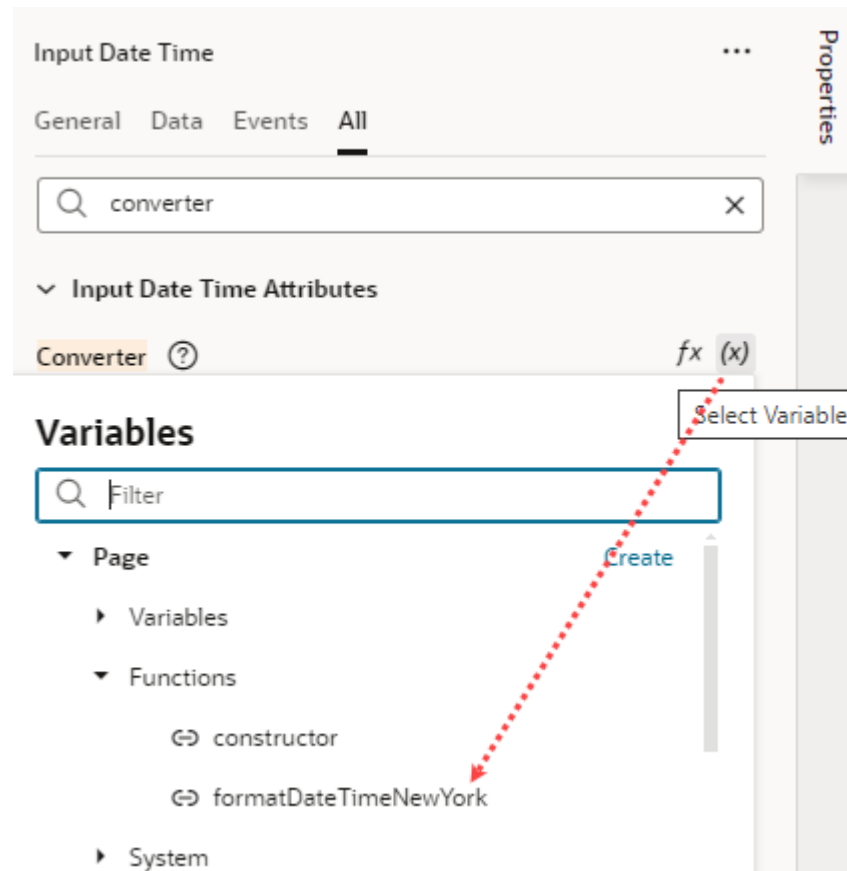 Input Date Time
Properties
General Data Events All
converter
Input Date Time Attributes
Converter
fx (x)
Select Variable
Variables
Filter
Page Create
Variables
Functions
constructor
formatDateTimeNewYork
System